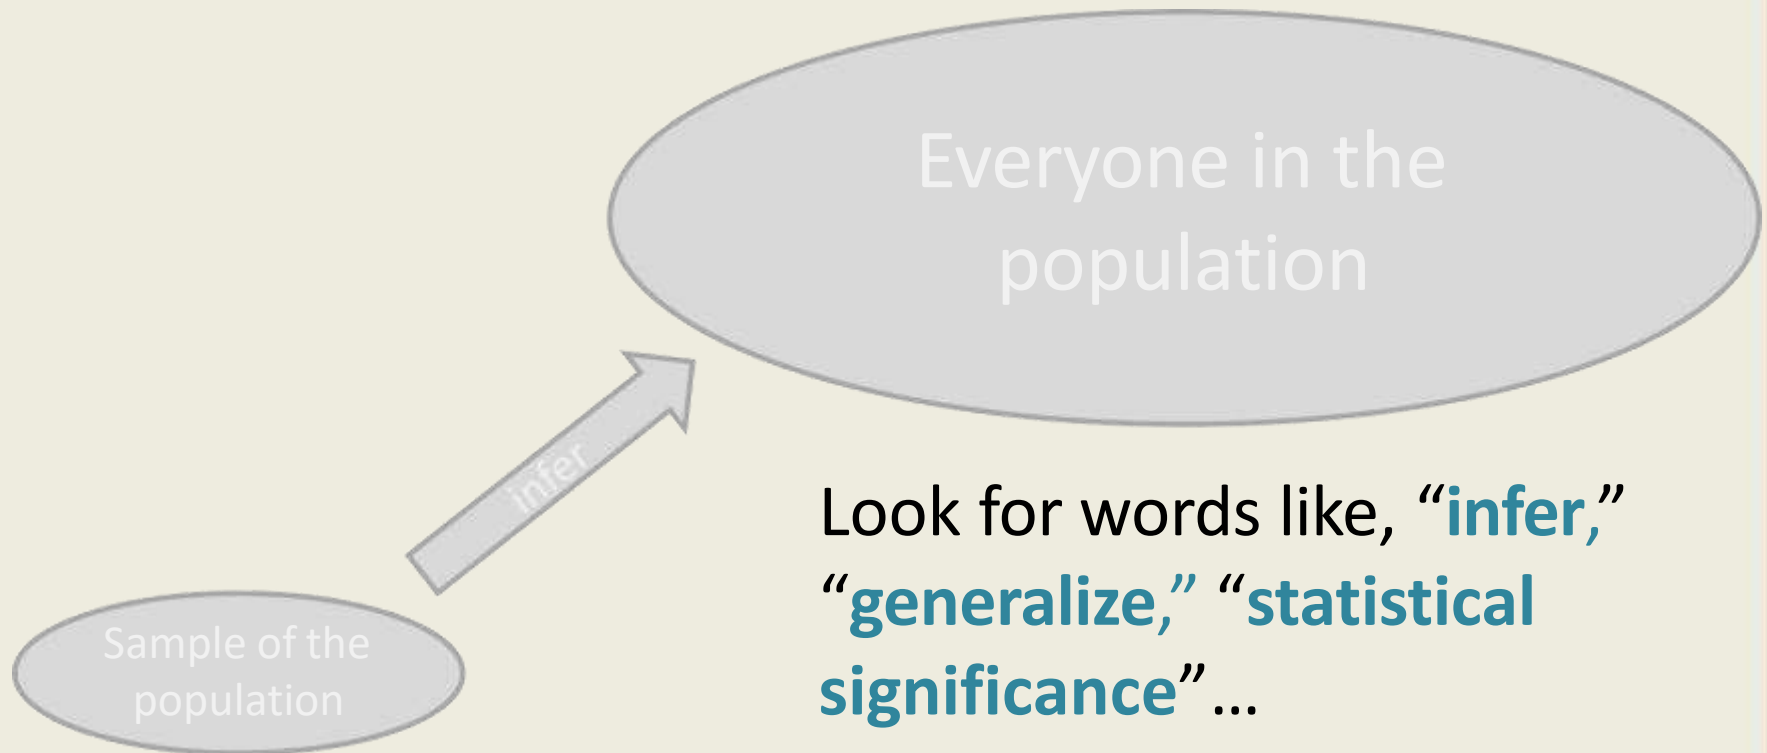 Everyone in the
population
infer
Look for words like, “infer,”
“generalize,” “statistical
significance”…
Sample of the
population